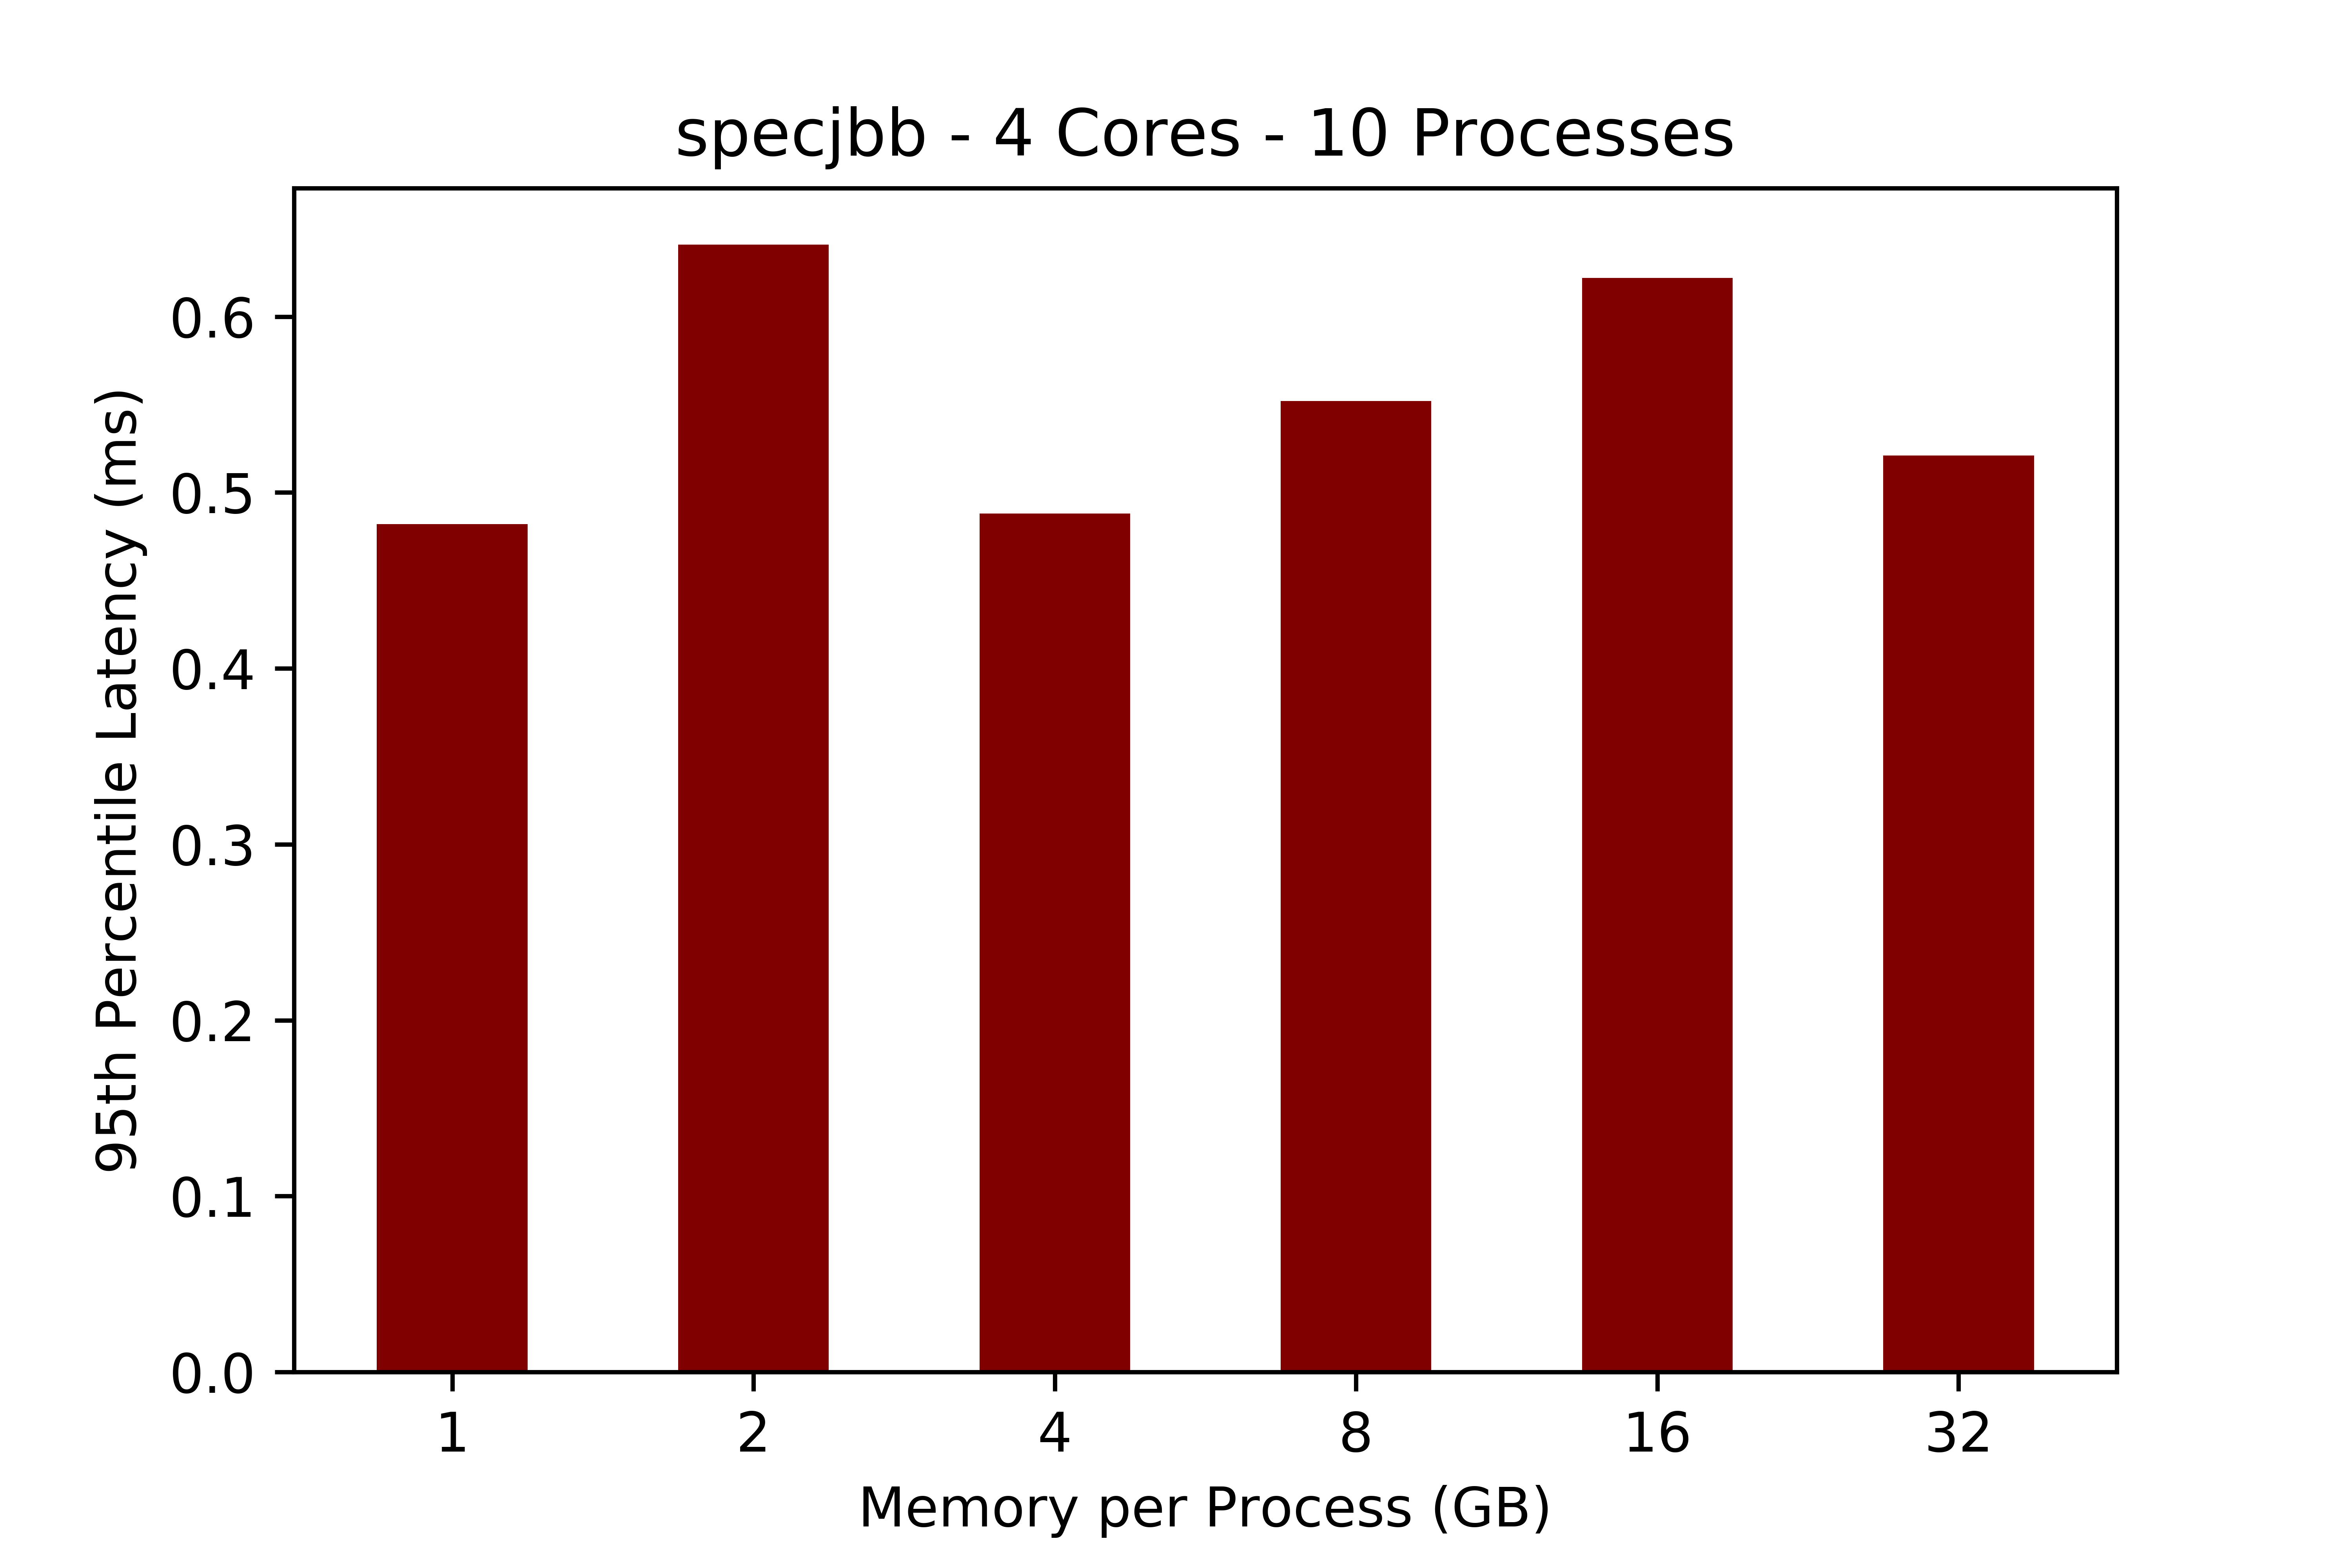 specjbb - 4 Cores - 10 Processes
95th Percentile Latency (ms)
0.6
0.5
0.4
0.3
0.2
0.1
0.0
1 2 4 8 16 32
Memory per Process (GB)